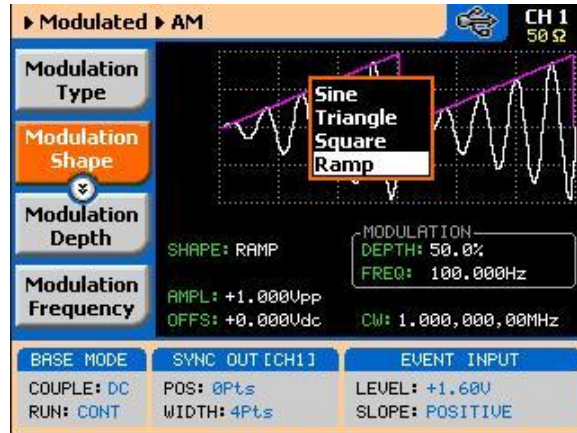 Modulated AM
CH 1
50Ω
Modulation
Type
Modulation
Shape
Modulation
Depth
Modulation
Frequency
Sine
Triangle
Square
Ramp
SHAPE: RAMP
MODULATION
DEPTH: 50.0%
FREQ: 100.000Hz
AMPL: +1.000Vpp
OFFS: +0.000Vdc
CW: 1.000,000,00MHz
BASE MODE
COUPLE: DC
RUN: CONT
SYNC OUT [CH1]
POS: 0Pts
WIDTH: 4Pts
EVENT INPUT
LEVEL: +1.60V
SLOPE: POSITIVE